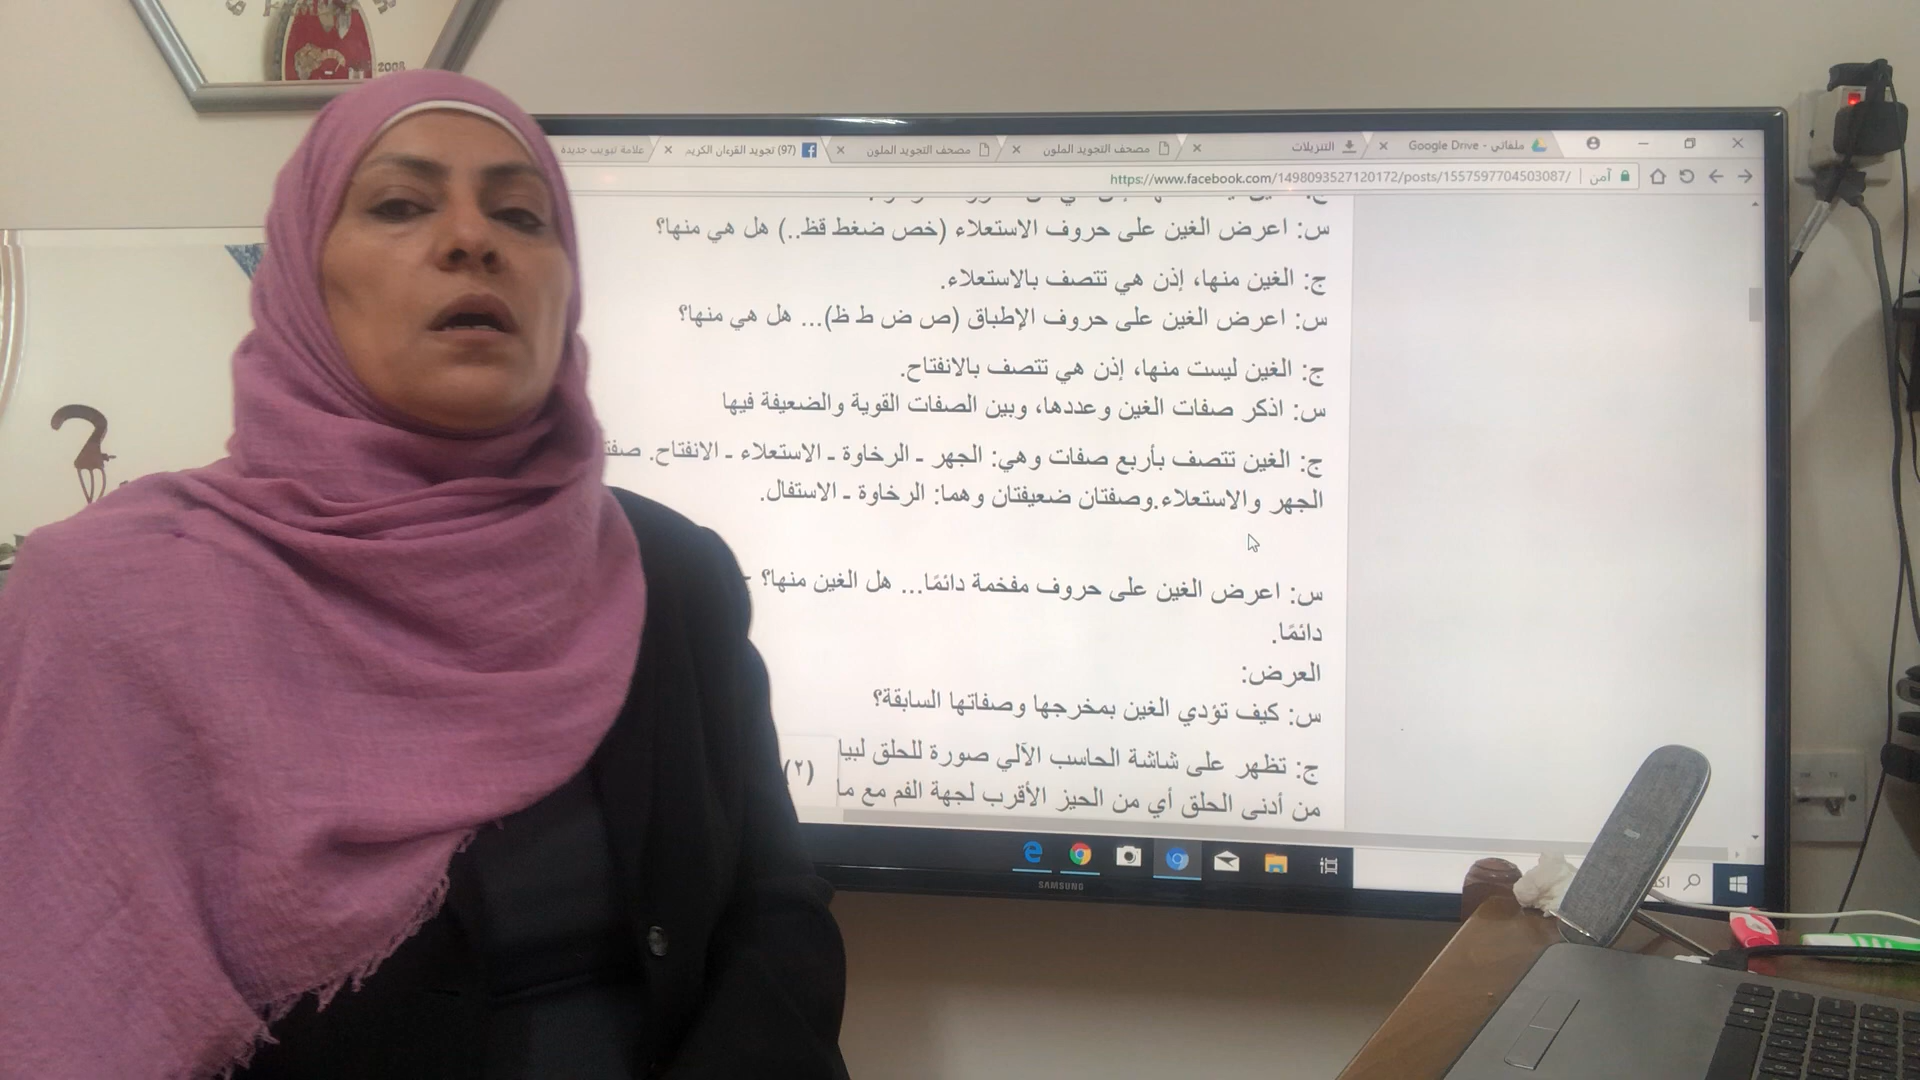 2008
علامة تبويب جديدة
(97) تجويد القرءان الكريم
مصحف التجويد الملون
مصحف التجويد الملون
التنزيلات
ملفاتي - Google Drive
https://www.facebook.com/1498093527120172/posts/1557597704503087/
آمن
س: اعرض الغين على حروف الاستعلاء (خص ضغط قظ..) هل هي منها؟
ج: الغين منها، إذن هي تتصف بالاستعلاء.
س: اعرض الغين على حروف الإطباق (ص ض ط ظ)... هل هي منها؟
ج: الغين ليست منها، إذن هي تتصف بالانفتاح.
س: اذكر صفات الغين وعددها، وبين الصفات القوية والضعيفة فيها
ج: الغين تتصف بأربع صفات وهي: الجهر ـ الرخاوة ـ الاستعلاء ـ الانفتاح.
الجهر والاستعلاء.وصفتان ضعيفتان وهما: الرخاوة ـ الاستفال.
س: اعرض الغين على حروف مفخمة دائمًا... هل الغين منها؟
دائمًا.
العرض:
س: كيف تؤدي الغين بمخرجها وصفاتها السابقة؟
ج: تظهر على شاشة الحاسب الآلي صورة للحلق
من أدنى الحلق أي من الحيز الأقرب لجهة الفم مع
(٢)
SAMSUNG